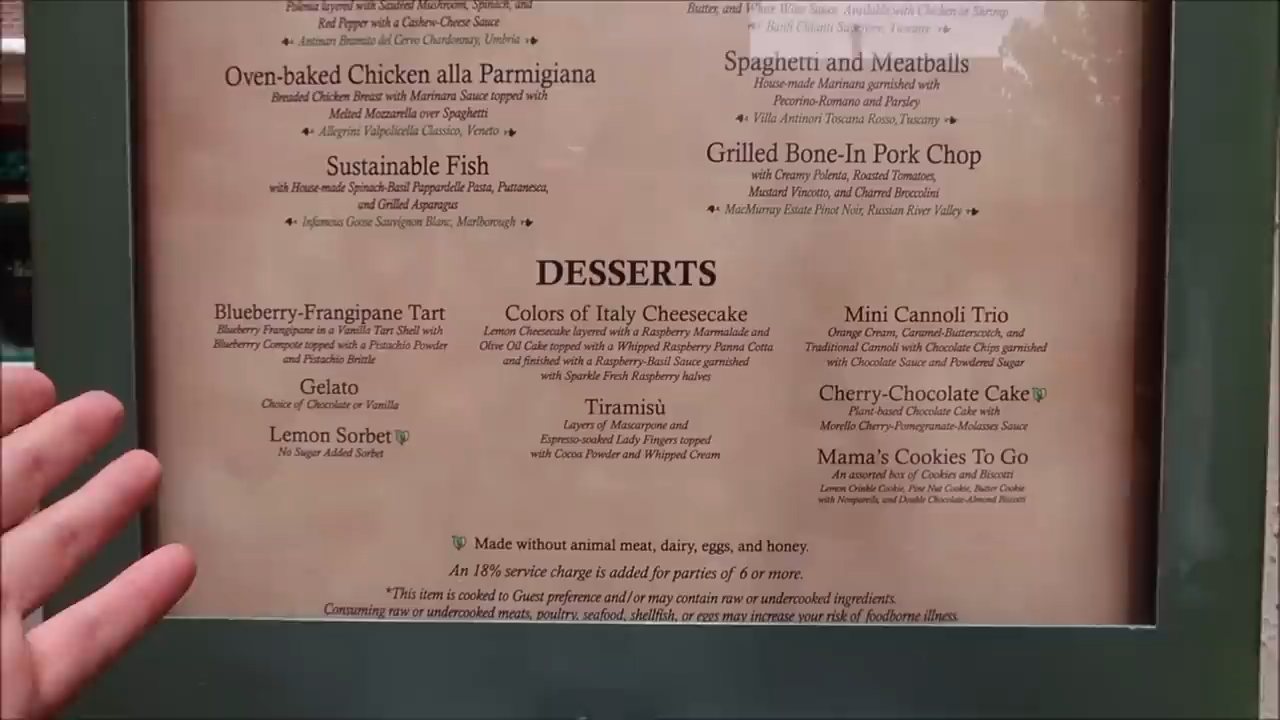 Polenta layered with Sautéed Mushroom, Spinach, and
Red Pepper with a Cashew-Cheese Sauce
Antinori Bramito del Cervo Chardonnay, Umbria
Oven-baked Chicken alla Parmigiana
Breaded Chicken Breast with Marinara Sauce topped with
Melted Mozzarella over Spaghetti
Allegrini Valpolicella Classico, Veneto
Sustainable Fish
with House-made Spinach-Basil Pappardelle Pasta, Puttanesca,
and Grilled Asparagus
Infamous Goose Sauvignon Blanc, Marlborough
Butter, and White Wine Sauce. Available with Chicken or Shrimp
Banfi Chianti Superiore, Tuscany
Spaghetti and Meatballs
House-made Marinara garnished with
Pecorino-Romano and Parsley
Villa Antinori Toscana Rosso, Tuscany
Grilled Bone-In Pork Chop
with Creamy Polenta, Roasted Tomatoes,
Mustard Vincotto, and Charred Broccolini
MacMurray Estate Pinot Noir, Russian River Valley
DESSERTS
Blueberry-Frangipane Tart
Blueberry Frangipane in a Vanilla Tart Shell with
Blueberry Compote topped with a Pistachio Powder
and Pistachio Brittle
Gelato
Choice of Chocolate or Vanilla
Lemon Sorbet
No Sugar Added Sorbet
Colors of Italy Cheesecake
Lemon Cheesecake layered with a Raspberry Marmalade and
Olive Oil Cake topped with a Whipped Raspberry Panna Cotta
and finished with a Raspberry-Basil Sauce garnished
with Sparkle Fresh Raspberry halves
Tiramisù
Layers of Mascarpone and
Espresso-soaked Lady Fingers topped
with Cocoa Powder and Whipped Cream
Mini Cannoli Trio
Orange Cream, Caramel-Butterscotch, and
Traditional Cannoli with Chocolate Chips garnished
with Chocolate Sauce and Powdered Sugar
Cherry-Chocolate Cake
Plant-based Chocolate Cake with
Morello Cherry-Pomegranate-Molasses Sauce
Mama's Cookies To Go
An assorted box of Cookies and Biscotti
Lemon Crinkle Cookie, Pine Nut Cookie, Butter Cookie
with Nonpareils, and Double Chocolate-Almond Biscotti
Made without animal meat, dairy, eggs, and honey.
An 18% service charge is added for parties of 6 or more.
*This item is cooked to Guest preference and/or may contain raw or undercooked ingredients.
Consuming raw or undercooked meats, poultry, seafood, shellfish, or eggs may increase your risk of foodborne illness.